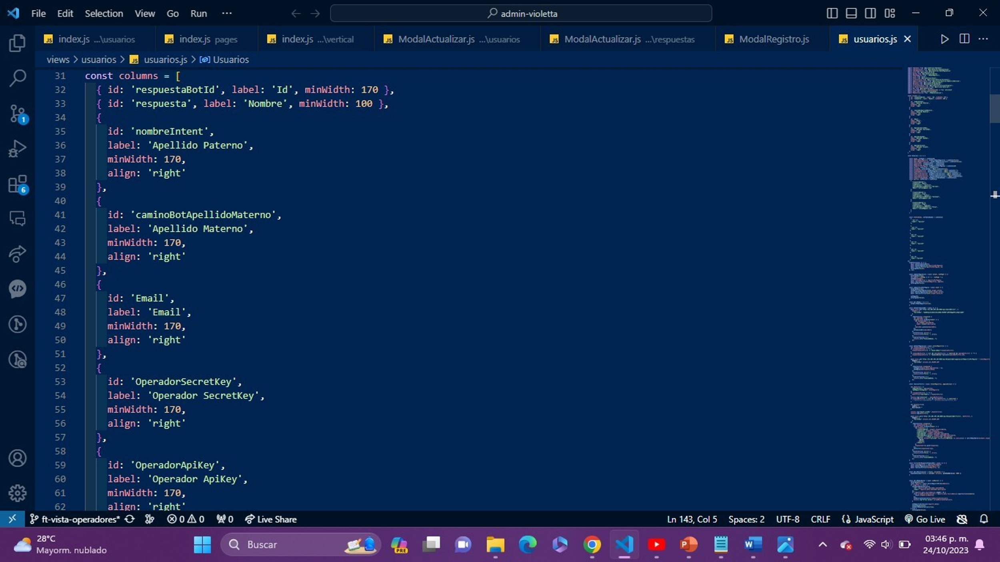 File Edit Selection View Go Run ...
admin-violetta
index.js ...\usuarios
index.js pages
index.js ...\vertical
ModalActualizar.js ...\usuarios
ModalActualizar.js ...\respuestas
ModalRegistro.js
usuarios.js
views > usuarios > JS usuarios.js > Usuarios
31 const columns = [
32 { id: 'respuestaBotId', label: 'Id', minWidth: 170 },
33 { id: 'respuesta', label: 'Nombre', minWidth: 100 },
34 {
35 id: 'nombreIntent',
36 label: 'Apellido Paterno',
37 minWidth: 170,
38 align: 'right'
39 },
40 {
41 id: 'caminoBotApellidoMaterno',
42 label: 'Apellido Materno',
43 minWidth: 170,
44 align: 'right'
45 },
46 {
47 id: 'Email',
48 label: 'Email',
49 minWidth: 170,
50 align: 'right'
51 },
52 {
53 id: 'OperadorSecretKey',
54 label: 'Operador SecretKey',
55 minWidth: 170,
56 align: 'right'
57 },
58 {
59 id: 'OperadorApiKey',
60 label: 'Operador ApiKey',
61 minWidth: 170,
62 align: 'right'
1
6
ft-vista-operadores* 0 0 0 Live Share
Ln 143, Col 5 Spaces: 2 UTF-8 CRLF JavaScript Go Live
28°C
Mayorm. nublado
Buscar
PRE
03:46 p. m.
24/10/2023